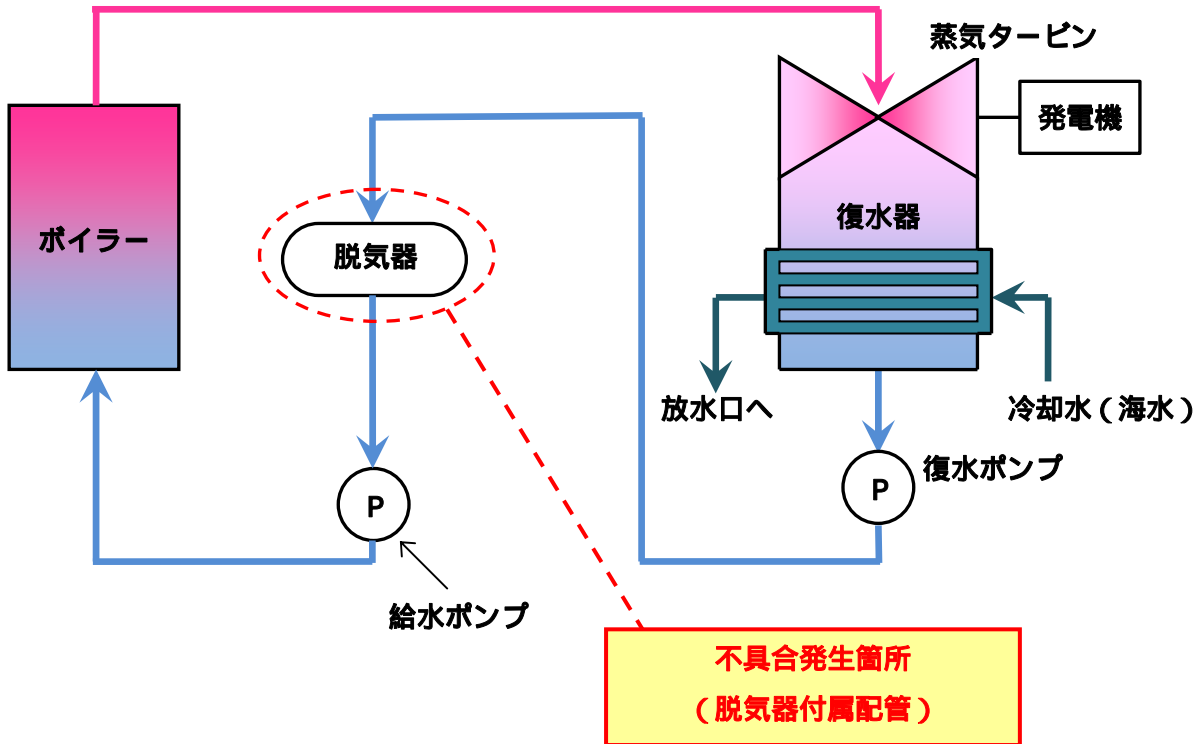 蒸気タービン
発電機
復水器
ボイラー
脱気器
放水口へ
冷却水（海水）
復水ポンプ
P
P
給水ポンプ
不具合発生箇所
（脱気器付属配管）